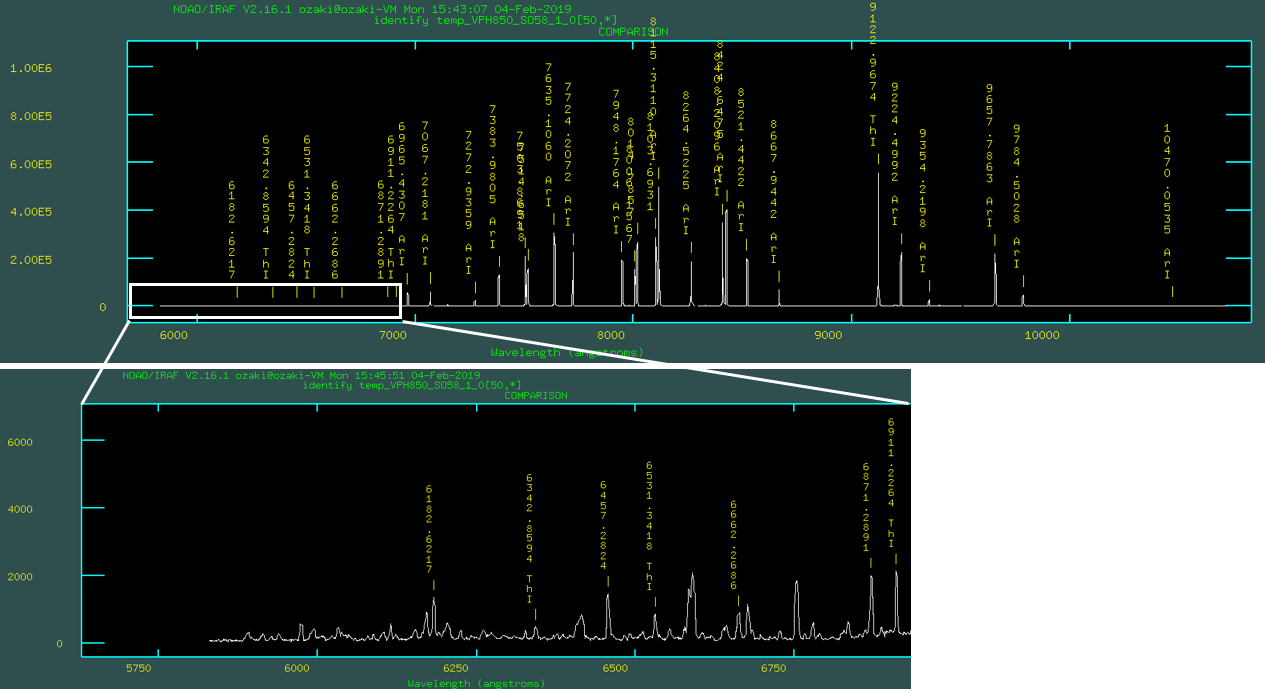 NOAO/IRAF V2.16.1 ozaki@ozaki-VM Mon 15:43:07 04-Feb-2019
identify temp_VPH850_SO58_1_0[50,*]
COMPARISON
1.00E6
8.00E5
6.00E5
4.00E5
2.00E5
0
6182.6217
6342.8594 ThI
6457.2824
6531.3418 ThI
6662.2686
6871.2891
6911.2264 ThI
6965.4307 ArI
7067.2181 ArI
7272.9359 ArI
7383.9805 ArI
7635.1060 ArI
7724.2072 ArI
7948.1764 ArI
8103.6931
8115.3110 ArI
8264.5225 ArI
8424.6475 ArI
8521.4422 ArI
8667.9442 ArI
9122.9674 ThI
9224.4992 ArI
9354.2198 ArI
9657.7863 ArI
9784.5028 ArI
10470.0535 ArI
6000 7000 8000 9000 10000
Wavelength (angstroms)
NOAO/IRAF V2.16.1 ozaki@ozaki-VM Mon 15:45:51 04-Feb-2019
identify temp_VPH850_SO58_1_0[50,*]
COMPARISON
6000
4000
2000
0
6182.6217
6342.8594 ThI
6457.2824
6531.3418 ThI
6662.2686
6871.2891
6911.2264 ThI
5750 6000 6250 6500 6750
Wavelength (angstroms)